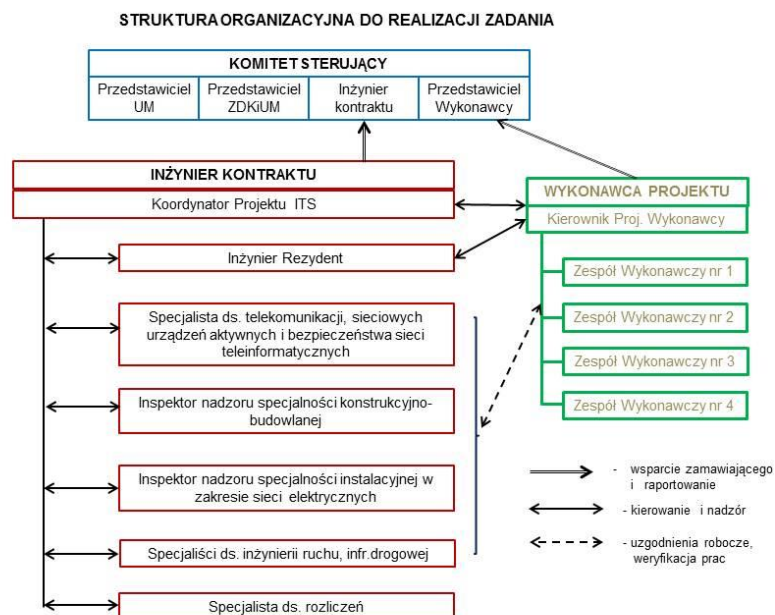 STRUKTURA ORGANIZACYJNA DO REALIZACJI ZADANIA
KOMITET STERUJĄCY
Przedstawiciel
UM
Przedstawiciel
ZDKiUM
Inżynier
kontraktu
Przedstawiciel
Wykonawcy
INŻYNIER KONTRAKTU
Koordynator Projektu ITS
WYKONAWCA PROJEKTU
Kierownik Proj. Wykonawcy
Inżynier Rezydent
Zespół Wykonawczy nr 1
Zespół Wykonawczy nr 2
Zespół Wykonawczy nr 3
Zespół Wykonawczy nr 4
Specjalista ds. telekomunikacji, sieciowych
urządzeń aktywnych i bezpieczeństwa sieci
teleinformatycznych
Inspektor nadzoru specjalności konstrukcyjno-
budowlanej
Inspektor nadzoru specjalności instalacyjnej w
zakresie sieci elektrycznych
Specjaliści ds. inżynierii ruchu, infr.drogowej
Specjalista ds. rozliczeń
- wsparcie zamawiającego
i raportowanie
- kierowanie i nadzór
- uzgodnienia robocze,
weryfikacja prac